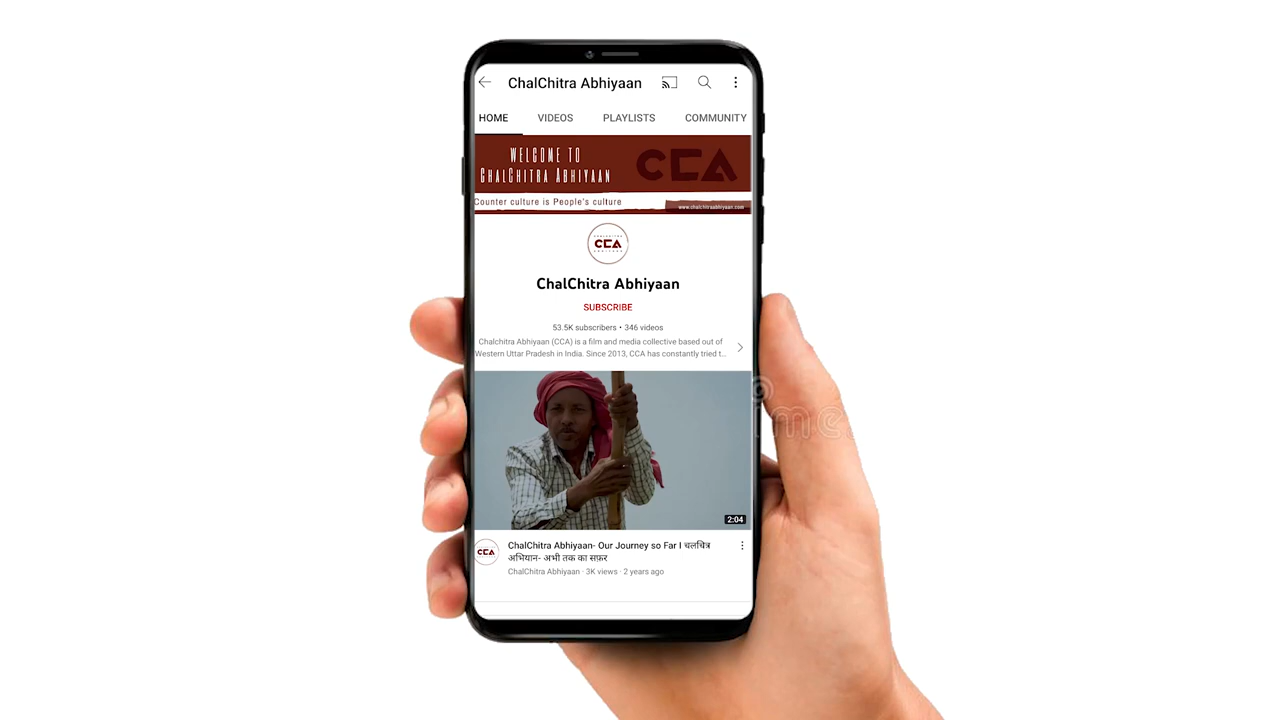 ChalChitra Abhiyaan
HOME VIDEOS PLAYLISTS COMMUNITY
WELCOME TO
CHALCHITRA ABHIYAAN
CCA
Counter culture is People's culture
www.chalchitraabhiyaan.com
CHALCHITRA
CCA
ABHIYAAN
ChalChitra Abhiyaan
SUBSCRIBE
53.5K subscribers • 346 videos
Chalchitra Abhiyaan (CCA) is a film and media collective based out of
Western Uttar Pradesh in India. Since 2013, CCA has constantly tried t...
2:04
ChalChitra Abhiyaan- Our Journey so Far I चलचित्र
अभियान- अभी तक का सफ़र
CCA
ChalChitra Abhiyaan · 3K views · 2 years ago